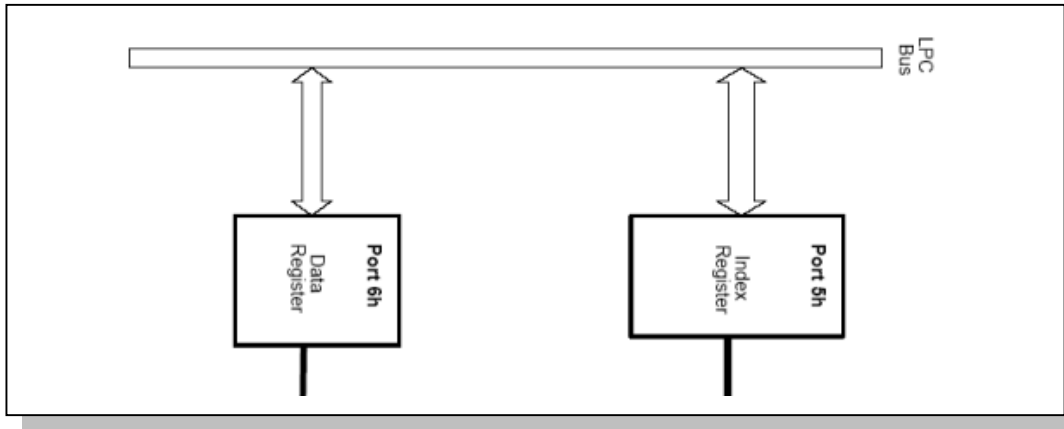 LPC
Bus
Port 5h
Index
Register
Port 6h
Data
Register